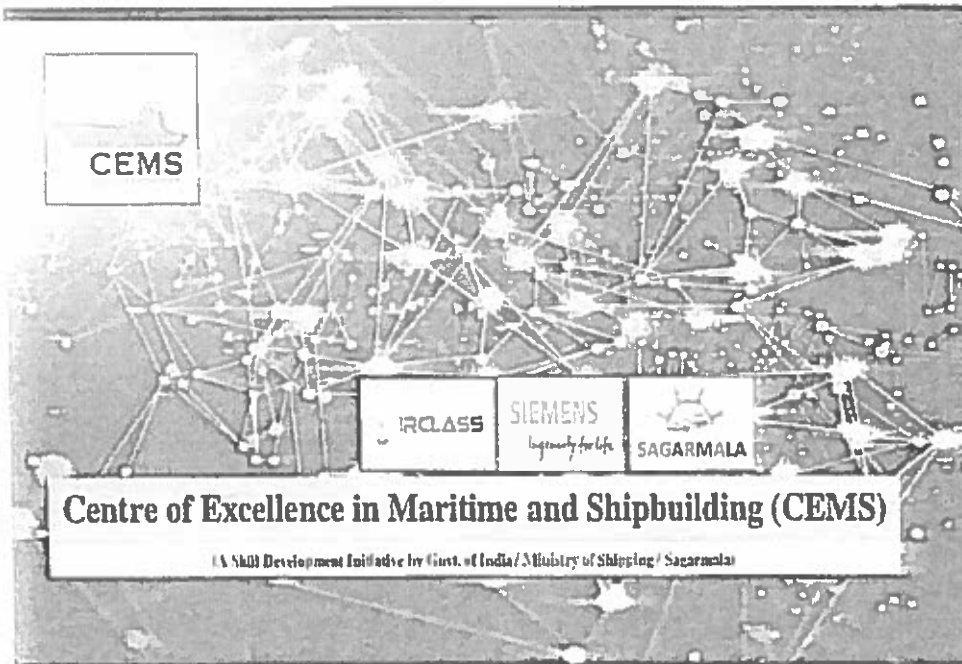 CEMS
IRCLASS
SIEMENS
Ingenuity for life
SAGARMALA
Centre of Excellence in Maritime and Shipbuilding (CEMS)
(A Skill Development Initiative by Govt. of India/ Ministry of Shipping/ Sagarmala)